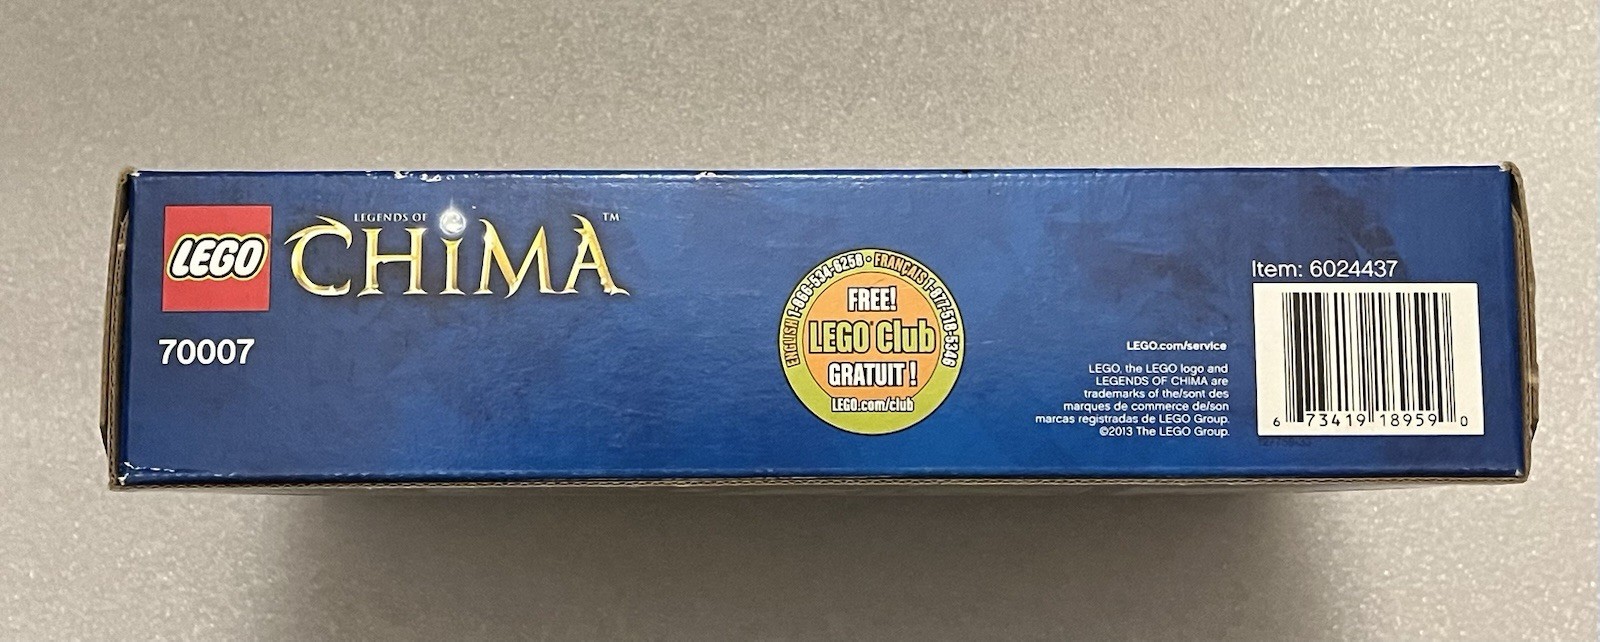 LEGO
LEGENDS OF
CHIMA™
70007
ENGLISH 1-866-534-6258 • FRANÇAIS 1-877-518-5346
FREE!
LEGO® Club
GRATUIT !
LEGO.com/club
LEGO.com/service
LEGO, the LEGO logo and
LEGENDS OF CHIMA are
trademarks of the/sont des
marques de commerce de/son
marcas registradas de LEGO Group.
©2013 The LEGO Group.
Item: 6024437
6 73419 18959 0